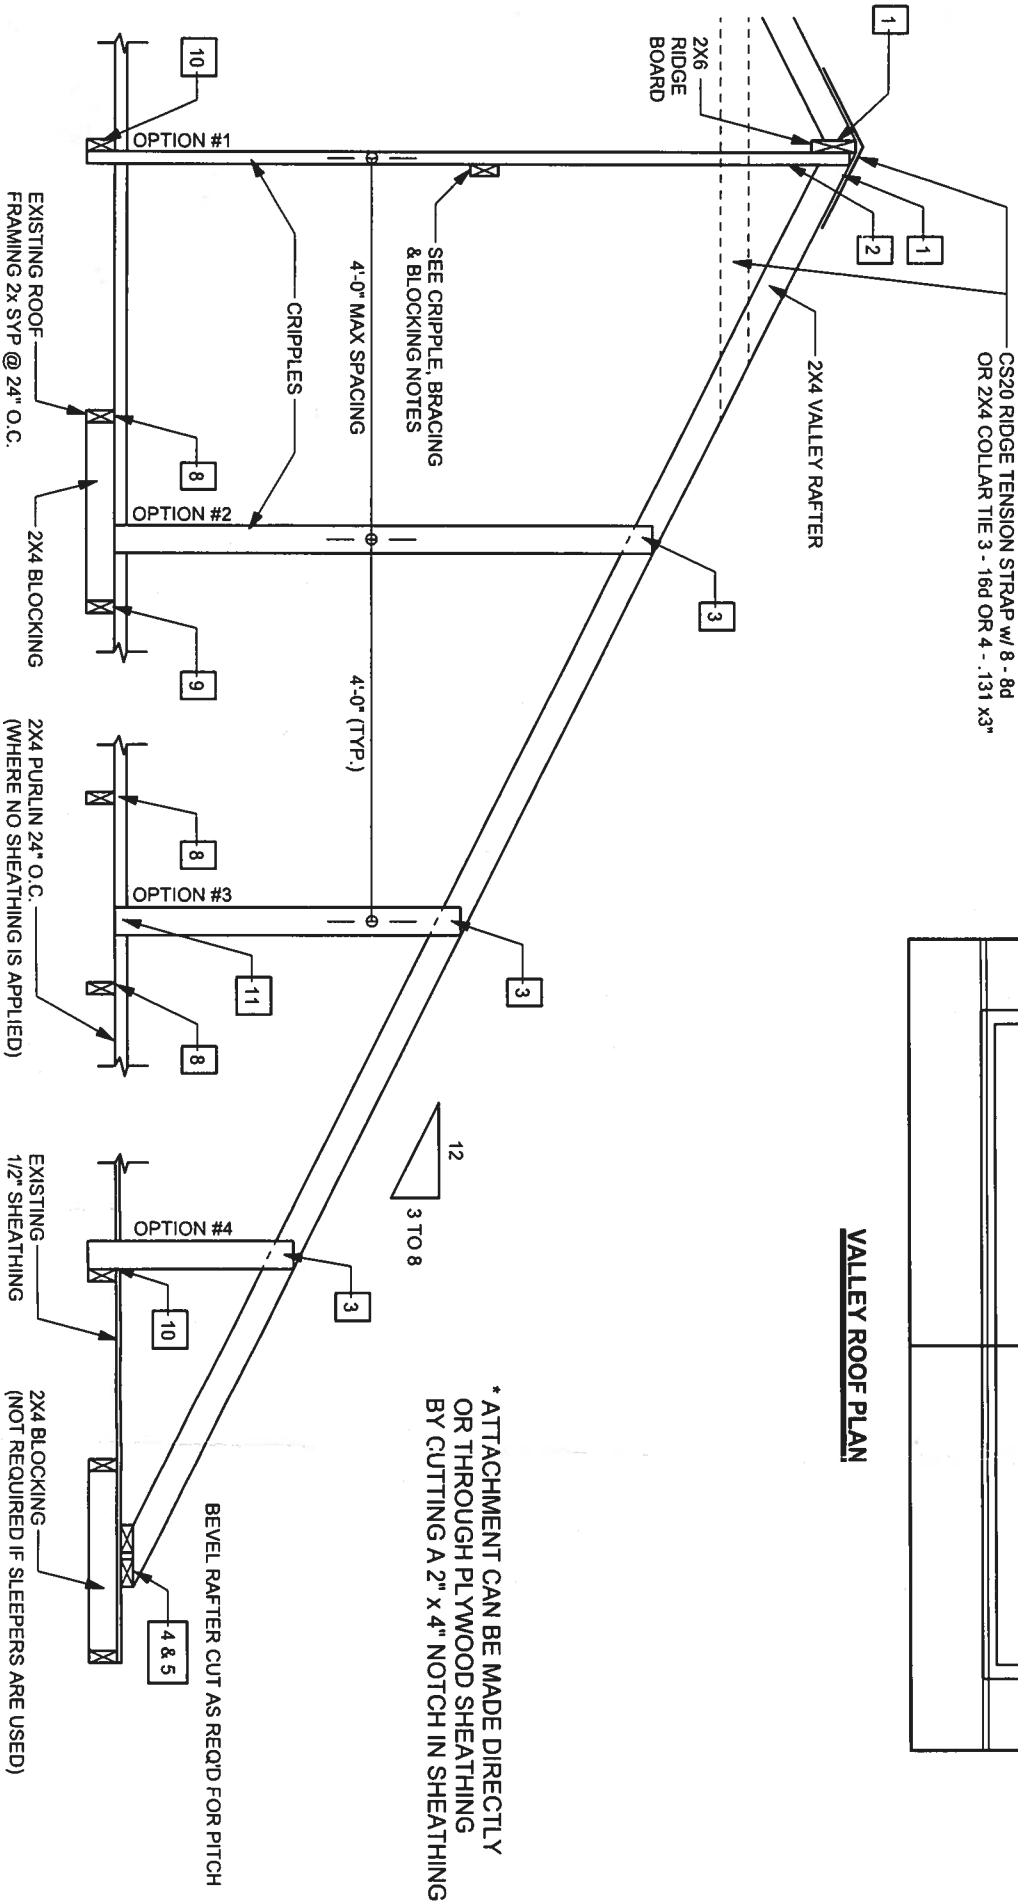 VALLEY ROOF PLAN
CS20 RIDGE TENSION STRAP w/ 8 - 8d
OR 2X4 COLLAR TIE 3 - 16d OR 4 - .131 x3"
1
2X6
RIDGE
BOARD
1
2
2X4 VALLEY RAFTER
3
SEE CRIPPLE, BRACING
& BLOCKING NOTES
4'-0" MAX SPACING
4'-0" (TYP.)
3
12
3 TO 8
* ATTACHMENT CAN BE MADE DIRECTLY
OR THROUGH PLYWOOD SHEATHING
BY CUTTING A 2" x 4" NOTCH IN SHEATHING
CRIPPLES
3
10
OPTION #1
8
OPTION #2
9
8
OPTION #3
11
8
OPTION #4
10
BEVEL RAFTER CUT AS REQ'D FOR PITCH
4 & 5
EXISTING ROOF
FRAMING 2x SYP @ 24" O.C.
2X4 BLOCKING
2X4 PURLIN 24" O.C.
(WHERE NO SHEATHING IS APPLIED)
EXISTING
1/2" SHEATHING
2X4 BLOCKING
(NOT REQUIRED IF SLEEPERS ARE USED)